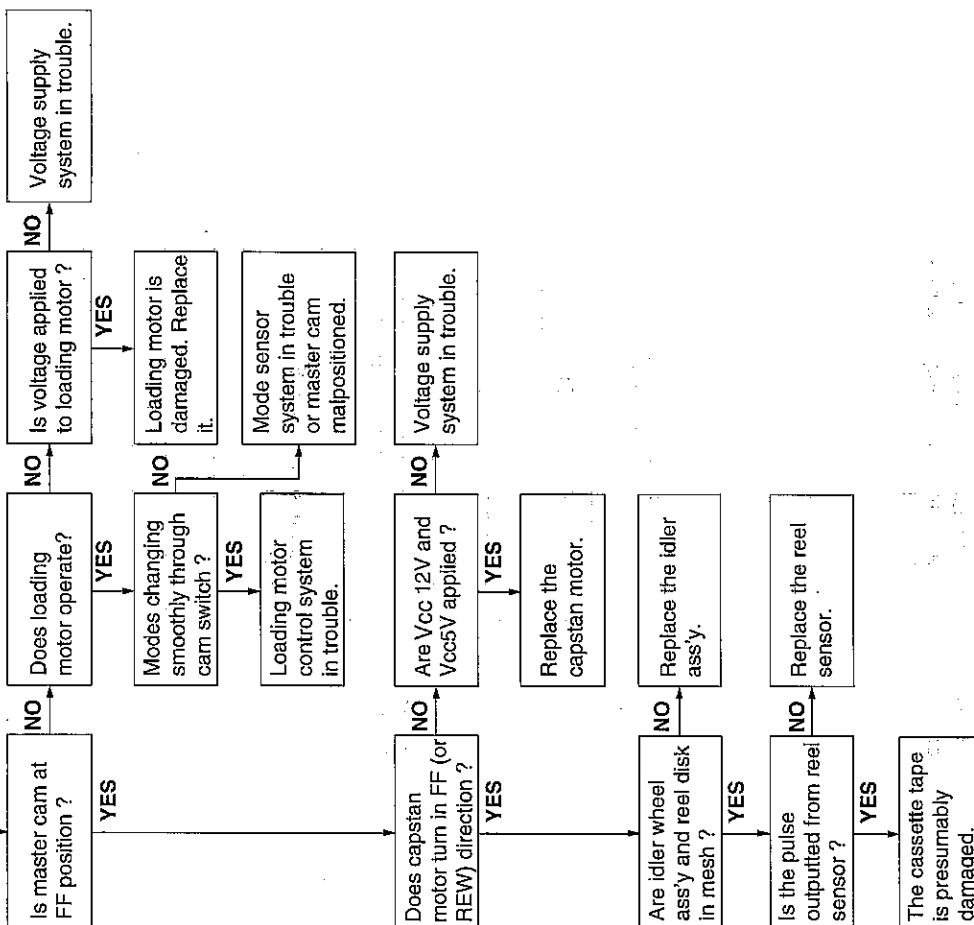 Is master cam at
FF position ?
NO
YES
Does loading
motor operate?
NO
YES
Is voltage applied
to loading motor ?
NO
YES
Voltage supply
system in trouble.
Modes changing
smoothly through
cam switch ?
NO
YES
Loading motor is
damaged. Replace
it.
Loading motor
control system
in trouble.
Mode sensor
system in trouble
or master cam
malpositioned.
Does capstan
motor turn in FF (or
REW) direction ?
NO
YES
Are Vcc 12V and
Vcc5V applied ?
NO
YES
Voltage supply
system in trouble.
Replace the
capstan motor.
Are idler wheel
ass'y and reel disk
in mesh ?
NO
YES
Replace the idler
ass'y.
Is the pulse
outputted from reel
sensor ?
NO
YES
Replace the reel
sensor.
The cassette tape
is presumably
damaged.